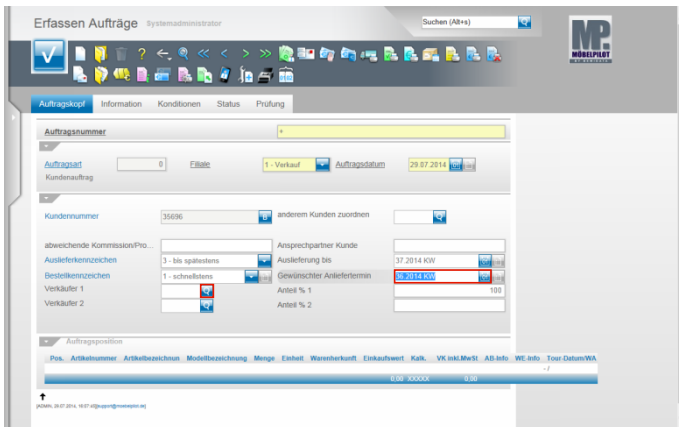 Erfassen Aufträge Systemadministrator
Suchen (Alt+s)
MP
MÖBELPILOT
Auftragskopf Information Konditionen Status Prüfung
Auftragsnummer +
Auftragsart 0 Filiale 1 - Verkauf Auftragsdatum 29.07.2014
Kundenauftrag
Kundennummer 35696 anderem Kunden zuordnen
abweichende Kommission/Pro... Ansprechpartner Kunde
Auslieferkennzeichen 3 - bis spätestens Auslieferung bis 37.2014 KW
Bestellkennzeichen 1 - schnellstens Gewünschter Anliefertermin 36.2014 KW
Verkäufer 1 Anteil % 1 100
Verkäufer 2 Anteil % 2
Auftragsposition
Pos. Artikelnummer Artikelbezeichnun Modellbezeichnung Menge Einheit Warenherkunft Einkaufswert Kalk. VK inkl.MwSt AB-Info WE-Info Tour-Datum/WA
- /
0,00 XXXXX 0,00